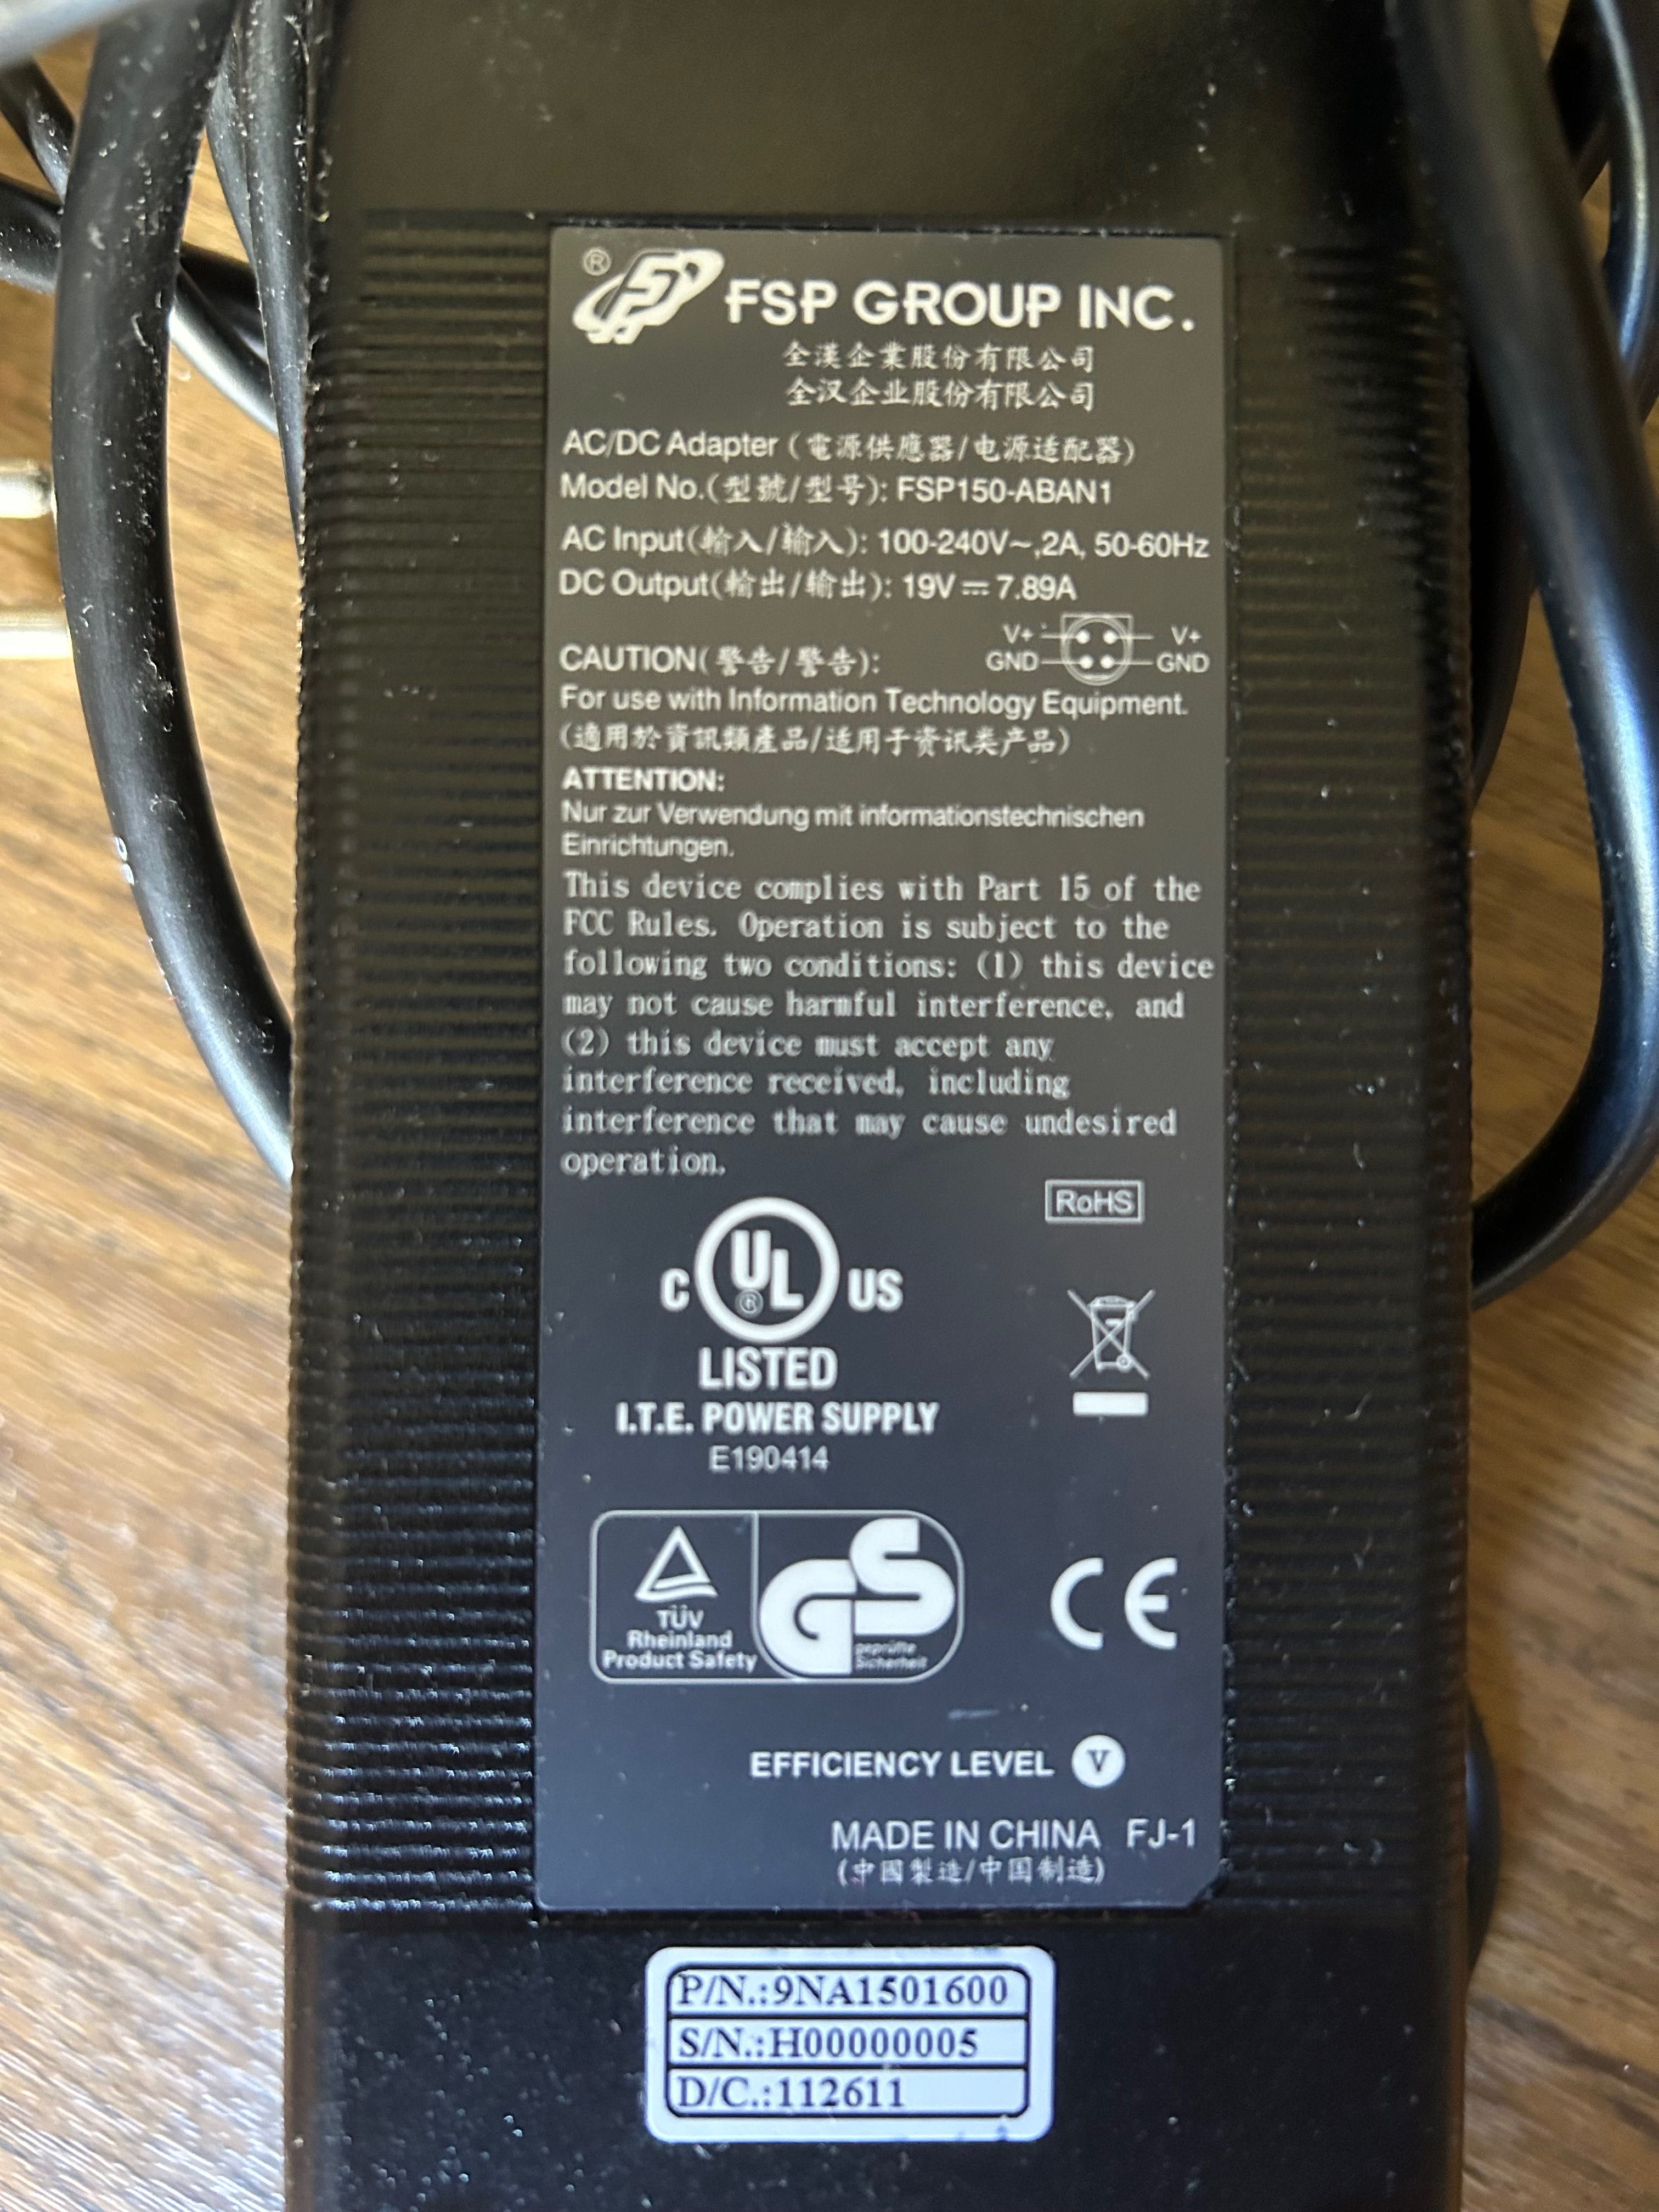 ® FSP GROUP INC.
全漢企業股份有限公司
全汉企业股份有限公司
AC/DC Adapter (電源供應器/电源适配器)
Model No.(型號/型号): FSP150-ABAN1
AC Input(輸入/输入): 100-240V~,2A, 50-60Hz
DC Output(輸出/输出): 19V⎓7.89A
V+ V+
GND GND
CAUTION(警告/警告):
For use with Information Technology Equipment.
(適用於資訊類產品/适用于资讯类产品)
ATTENTION:
Nur zur Verwendung mit informationstechnischen
Einrichtungen.
This device complies with Part 15 of the
FCC Rules. Operation is subject to the
following two conditions: (1) this device
may not cause harmful interference, and
(2) this device must accept any
interference received, including
interference that may cause undesired
operation.
RoHS
C UL® US
LISTED
I.T.E. POWER SUPPLY
E190414
TÜV
Rheinland
Product Safety
GS
geprüfte
Sicherheit
CE
EFFICIENCY LEVEL V
MADE IN CHINA FJ-1
(中國製造/中国制造)
P/N.:9NA1501600
S/N.:H00000005
D/C.:112611